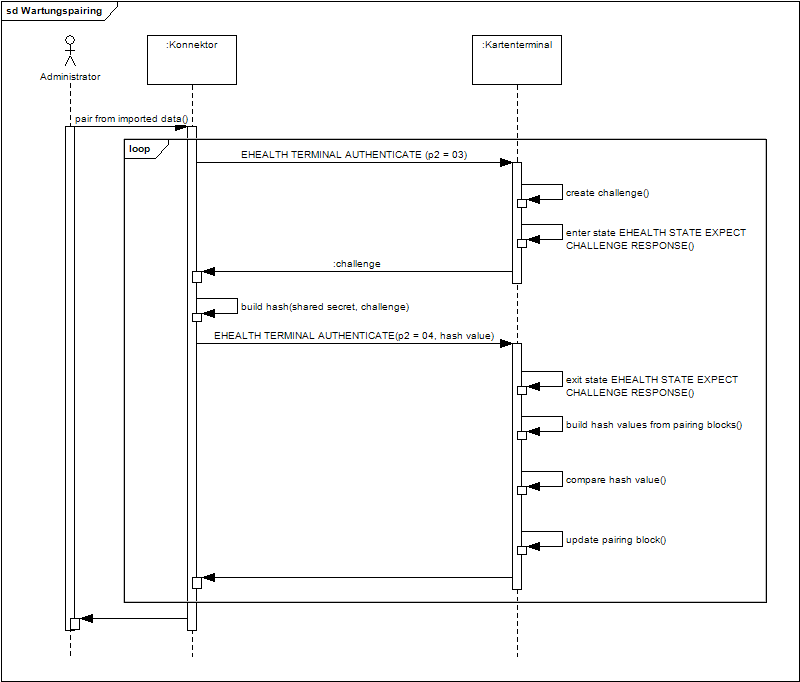 sd Wartungspairing
:Konnektor
:Kartenterminal
Administrator
pair from imported data()
loop
EHEALTH TERMINAL AUTHENTICATE (p2 = 03)
create challenge()
enter state EHEALTH STATE EXPECT
CHALLENGE RESPONSE()
:challenge
build hash(shared secret, challenge)
EHEALTH TERMINAL AUTHENTICATE(p2 = 04, hash value)
exit state EHEALTH STATE EXPECT
CHALLENGE RESPONSE()
build hash values from pairing blocks()
compare hash value()
update pairing block()